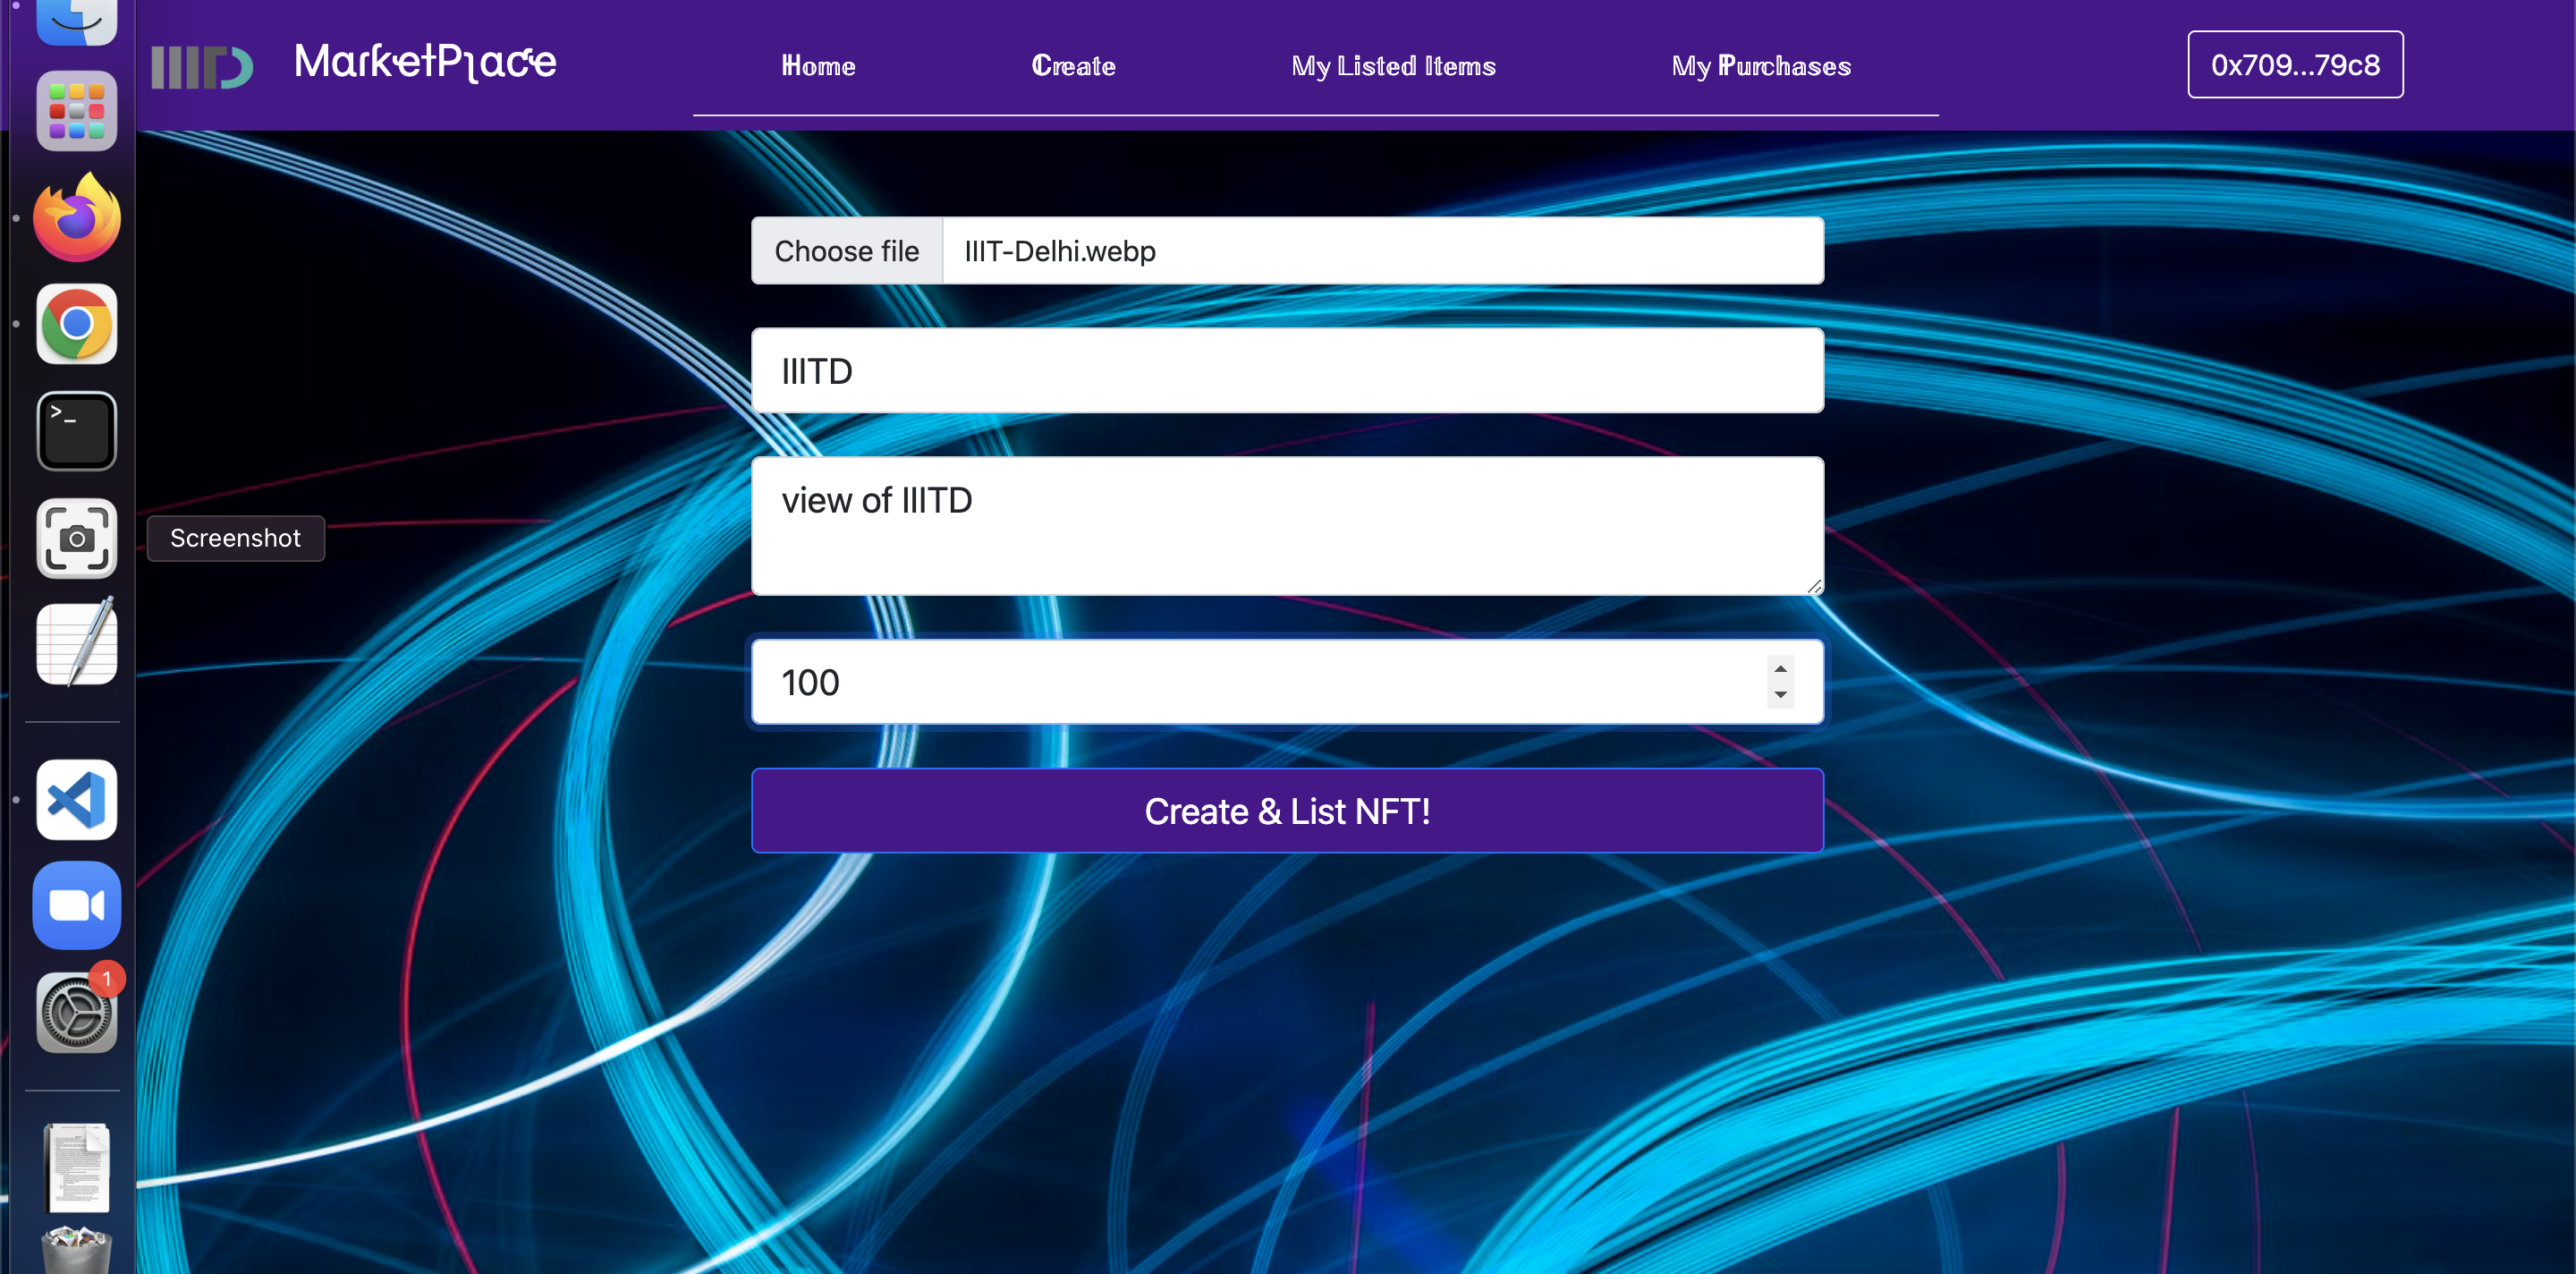 IIITD MarketPlace Home Create My Listed Items My Purchases 0x709...79c8
Choose file IIIT-Delhi.webp
IIITD
view of IIITD
Screenshot
100
Create & List NFT!
1